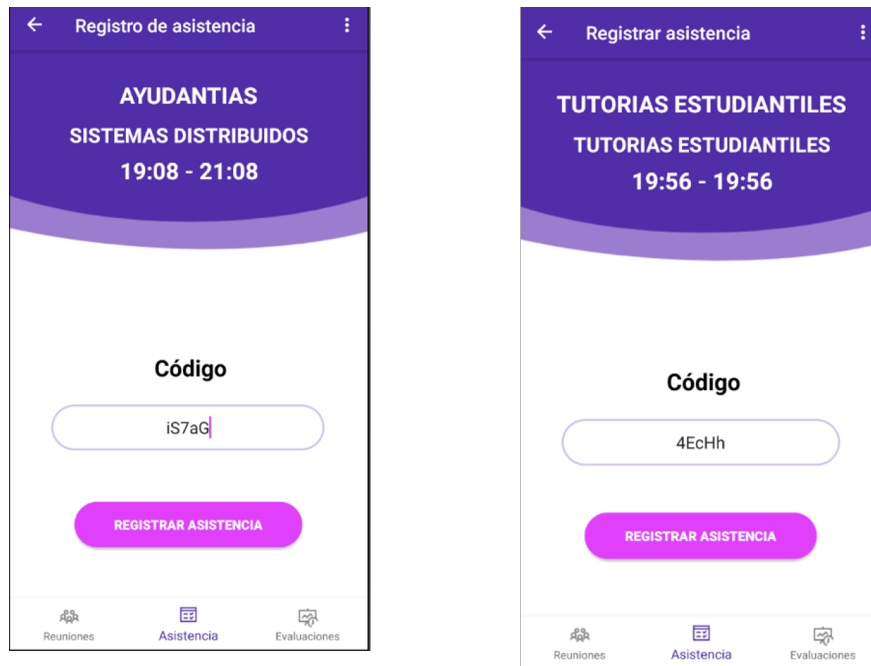 Registro de asistencia
AYUDANTIAS
SISTEMAS DISTRIBUIDOS
19:08 - 21:08
Código
iS7aG
REGISTRAR ASISTENCIA
Reuniones
Asistencia
Evaluaciones
Registrar asistencia
TUTORIAS ESTUDIANTILES
TUTORIAS ESTUDIANTILES
19:56 - 19:56
Código
4EcHh
REGISTRAR ASISTENCIA
Reuniones
Asistencia
Evaluaciones